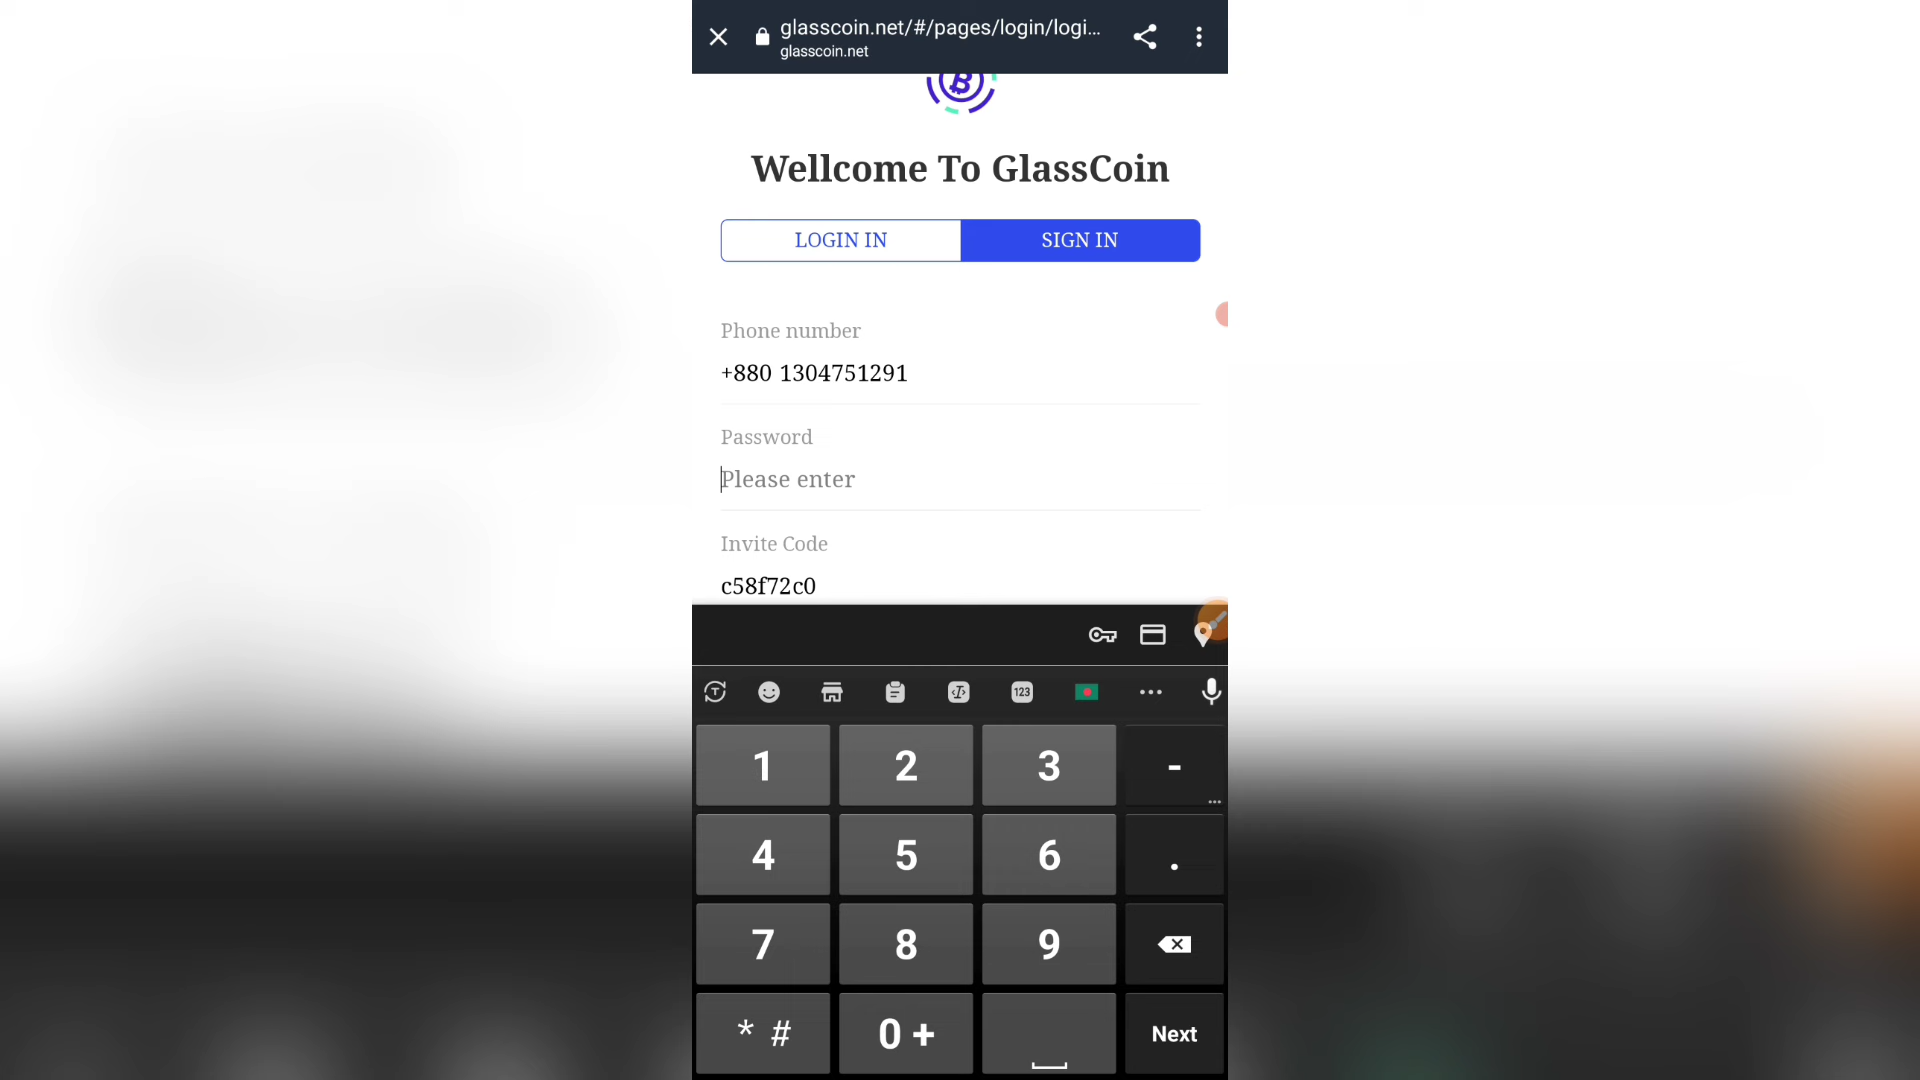 glasscoin.net/#/pages/login/logi...
glasscoin.net
Wellcome To GlassCoin
LOGIN IN SIGN IN
Phone number
+880 1304751291
Password
Please enter
Invite Code
c58f72c0
123
1 2 3 -
4 5 6 .
7 8 9
* # 0 + Next